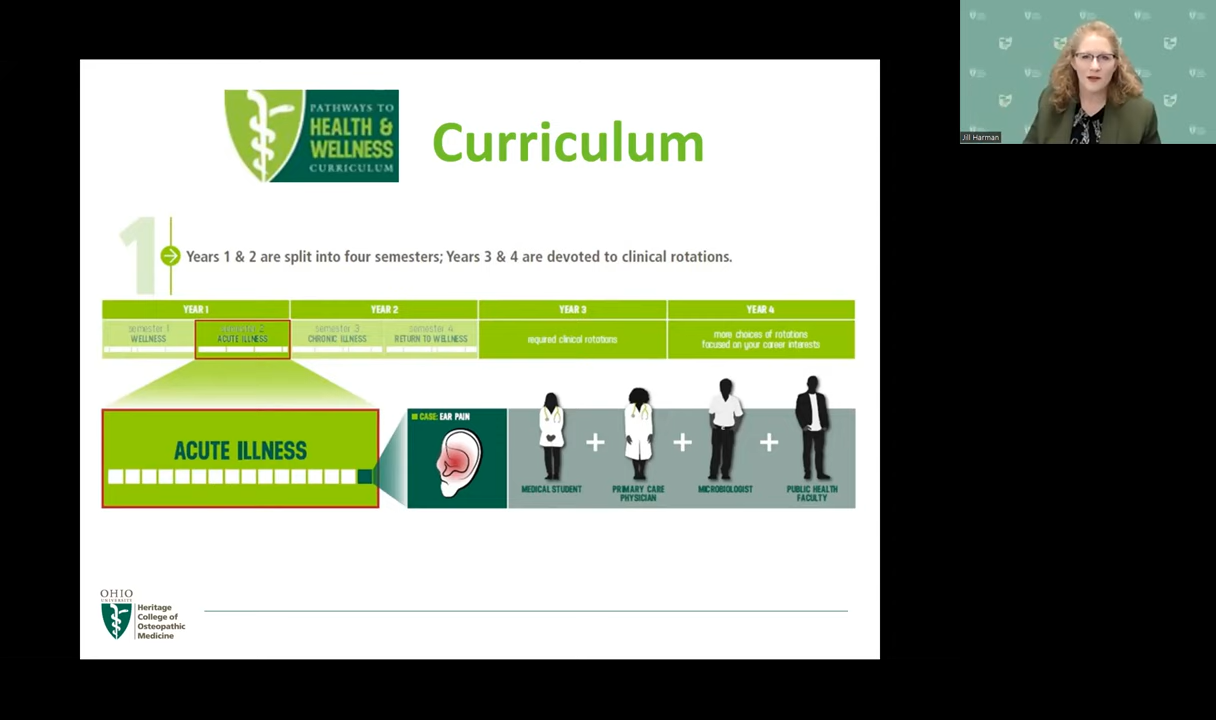 PATHWAYS TO
HEALTH &
WELLNESS
CURRICULUM
Curriculum
Jill Harman
1
Years 1 & 2 are split into four semesters; Years 3 & 4 are devoted to clinical rotations.
YEAR 1
YEAR 2
YEAR 3
YEAR 4
semester 1
WELLNESS
semester 2
ACUTE ILLNESS
semester 3
CHRONIC ILLNESS
semester 4
RETURN TO WELLNESS
required clinical rotations
more choices of rotations
focused on your career interests
ACUTE ILLNESS
CASE: EAR PAIN
MEDICAL STUDENT
PRIMARY CARE
PHYSICIAN
MICROBIOLOGIST
PUBLIC HEALTH
FACULTY
+
+
+
OHIO
UNIVERSITY
Heritage
College of
Osteopathic
Medicine